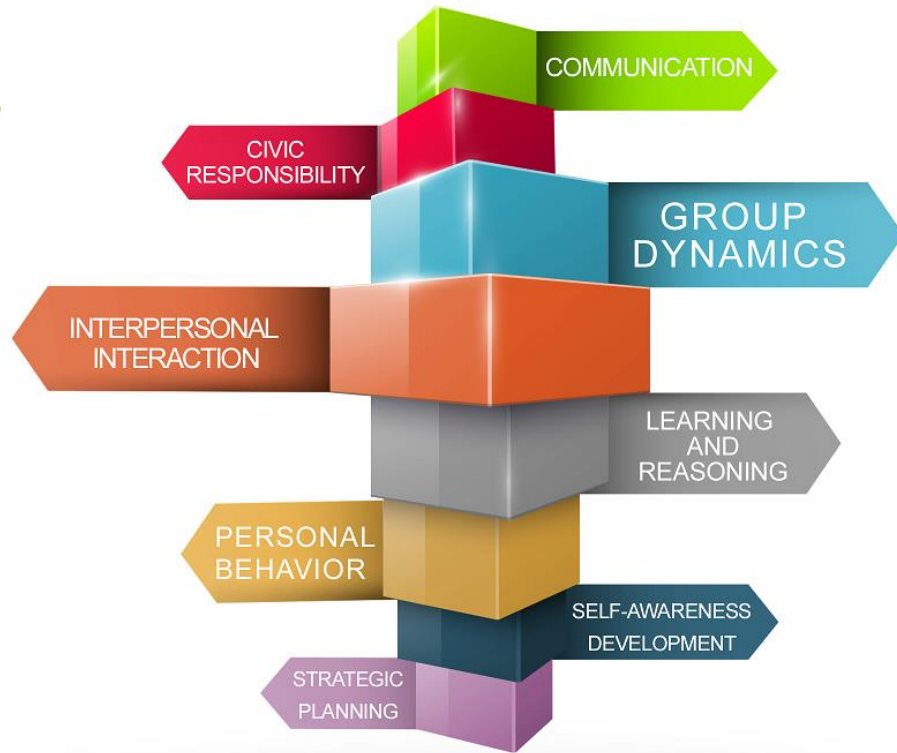 COMMUNICATION
CIVIC
RESPONSIBILITY
GROUP
DYNAMICS
INTERPERSONAL
INTERACTION
LEARNING
AND
REASONING
PERSONAL
BEHAVIOR
SELF-AWARENESS
DEVELOPMENT
STRATEGIC
PLANNING